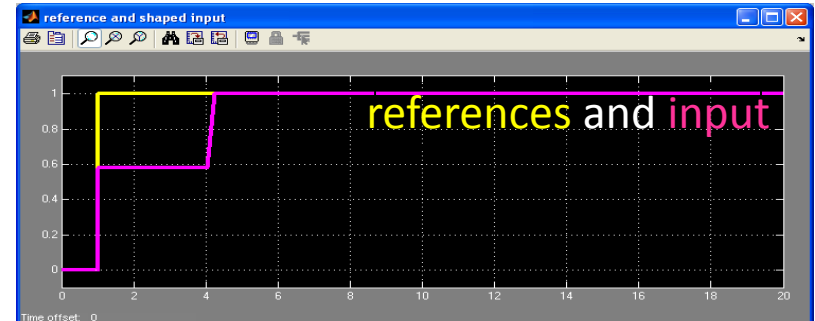 reference and shaped input
references and input
1
0.8
0.6
0.4
0.2
0
0 2 4 6 8 10 12 14 16 18 20
Time offset: 0